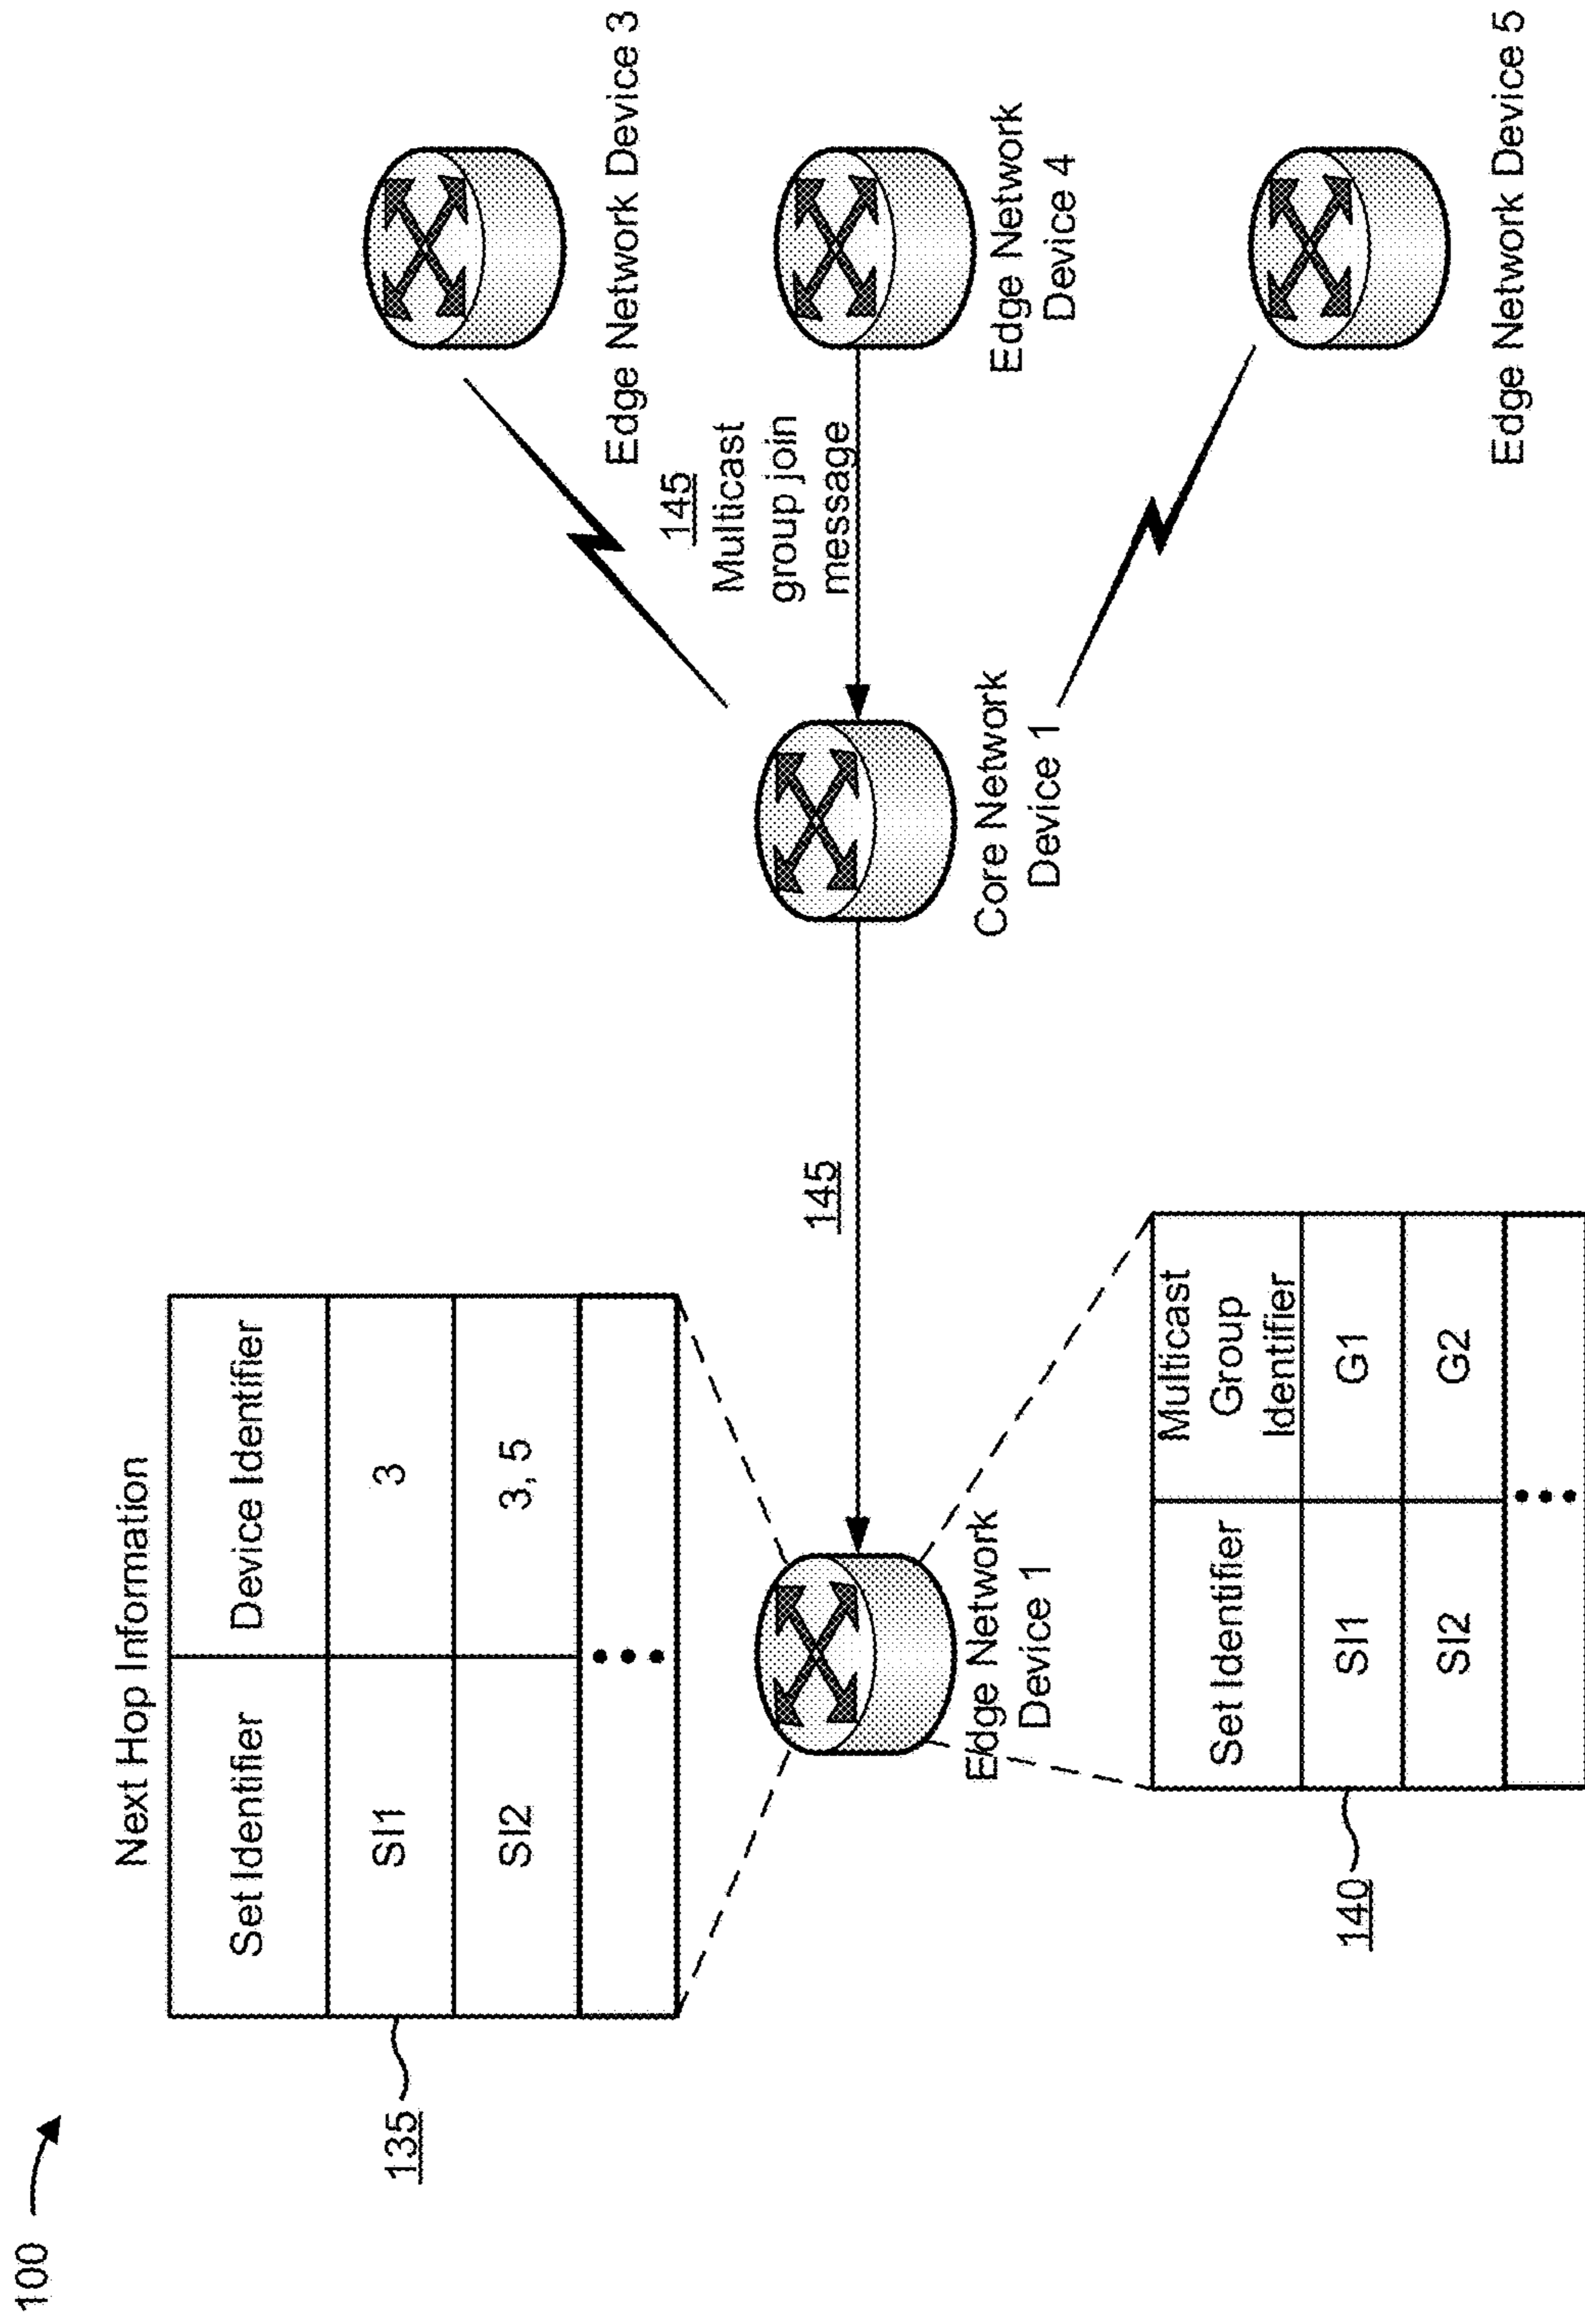 100
Next Hop Information
Set Identifier
Device Identifier
SI1
3
SI2
3, 5
135
Edge Network
Device 1
145
Core Network
Device 1
145
Multicast
group join
message
Edge Network Device 3
Edge Network
Device 4
Edge Network Device 5
Set Identifier
Multicast
Group
Identifier
SI1
G1
SI2
G2
140